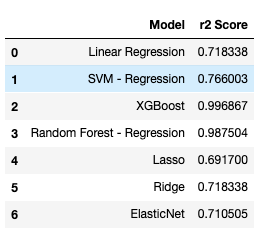 Model r2 Score
0 Linear Regression 0.718338
1 SVM - Regression 0.766003
2 XGBoost 0.996867
3 Random Forest - Regression 0.987504
4 Lasso 0.691700
5 Ridge 0.718338
6 ElasticNet 0.710505